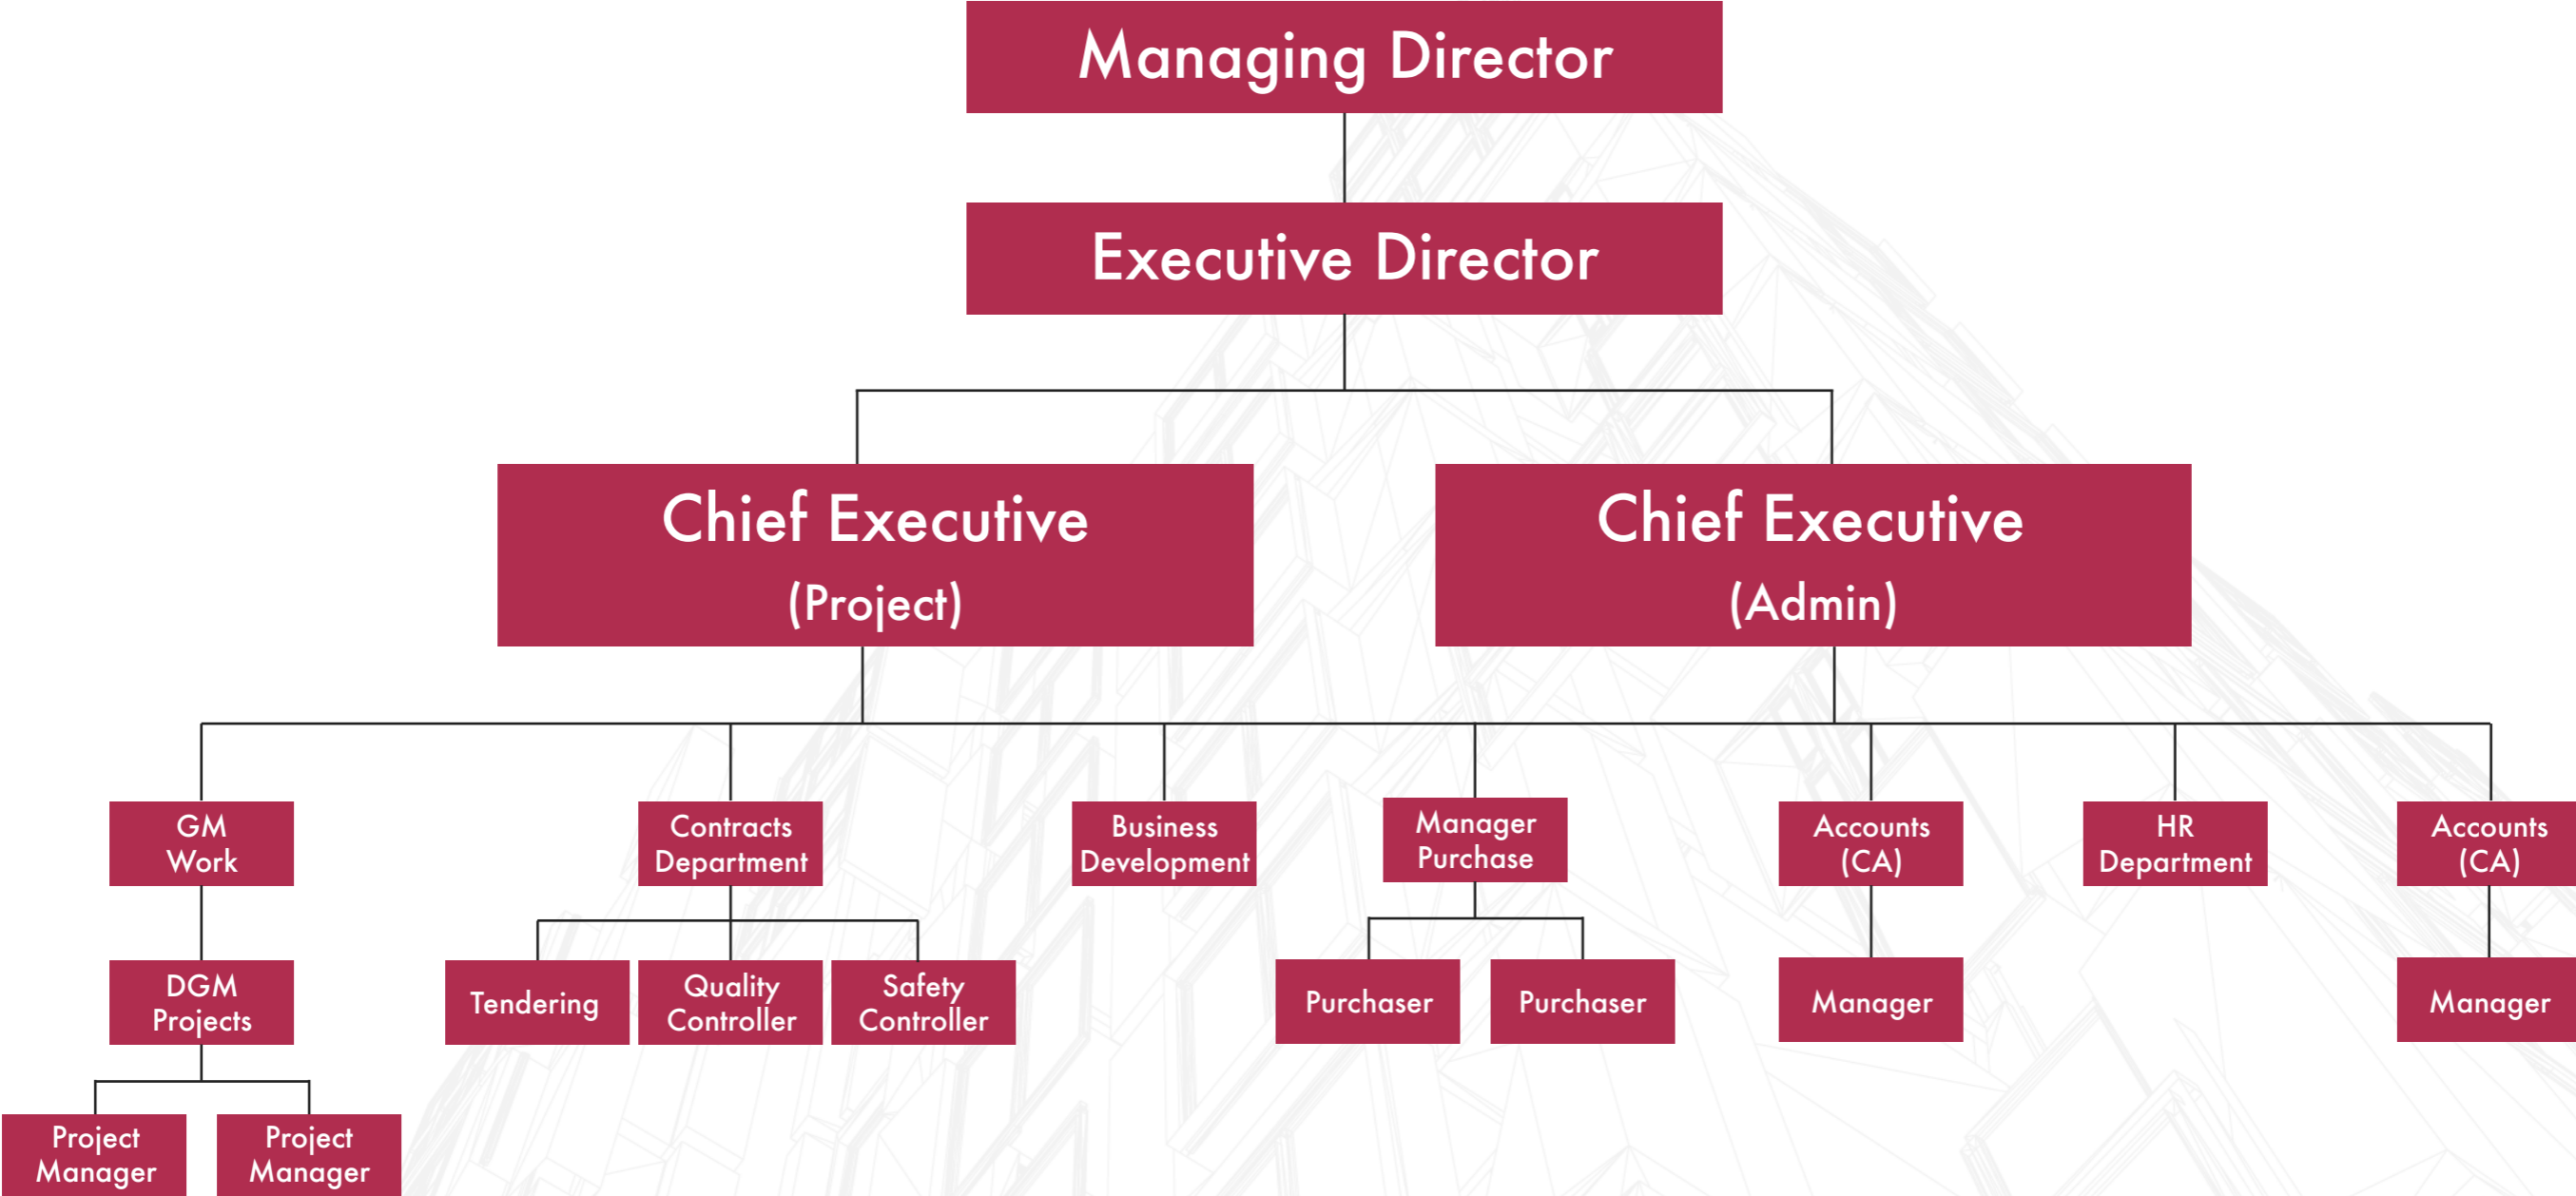 Managing Director
Executive Director
Chief Executive
(Project)
Chief Executive
(Admin)
GM
Work
Contracts
Department
Business
Development
Manager
Purchase
Accounts
(CA)
HR
Department
Accounts
(CA)
DGM
Projects
Tendering
Quality
Controller
Safety
Controller
Purchaser
Purchaser
Manager
Manager
Project
Manager
Project
Manager